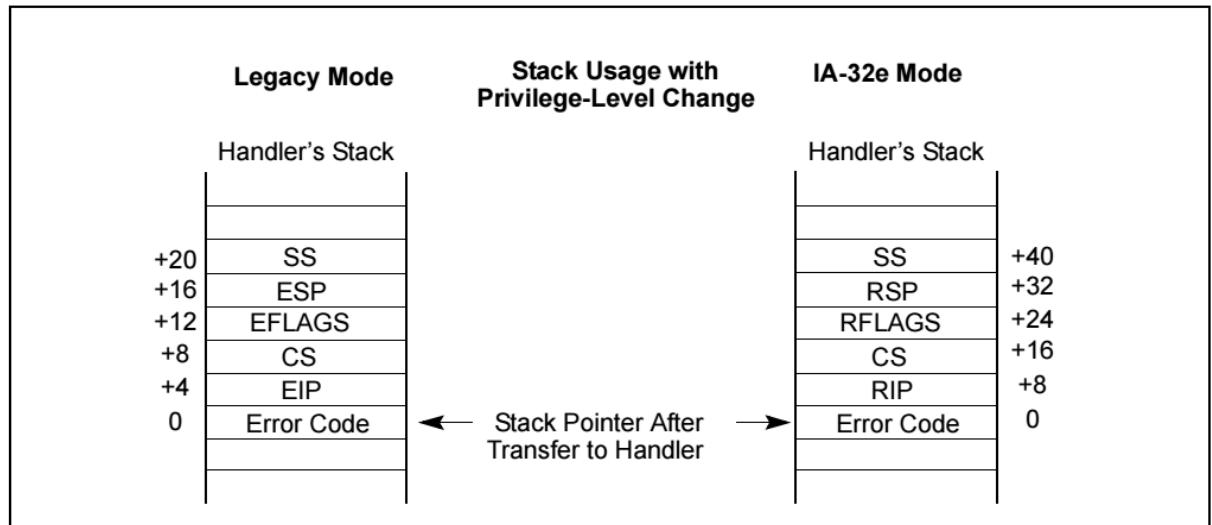 Legacy Mode
Stack Usage with
Privilege-Level Change
IA-32e Mode
Handler's Stack
Handler's Stack
+20 SS SS +40
+16 ESP RSP +32
+12 EFLAGS RFLAGS +24
+8 CS CS +16
+4 EIP RIP +8
0 Error Code Stack Pointer After Error Code 0
Transfer to Handler